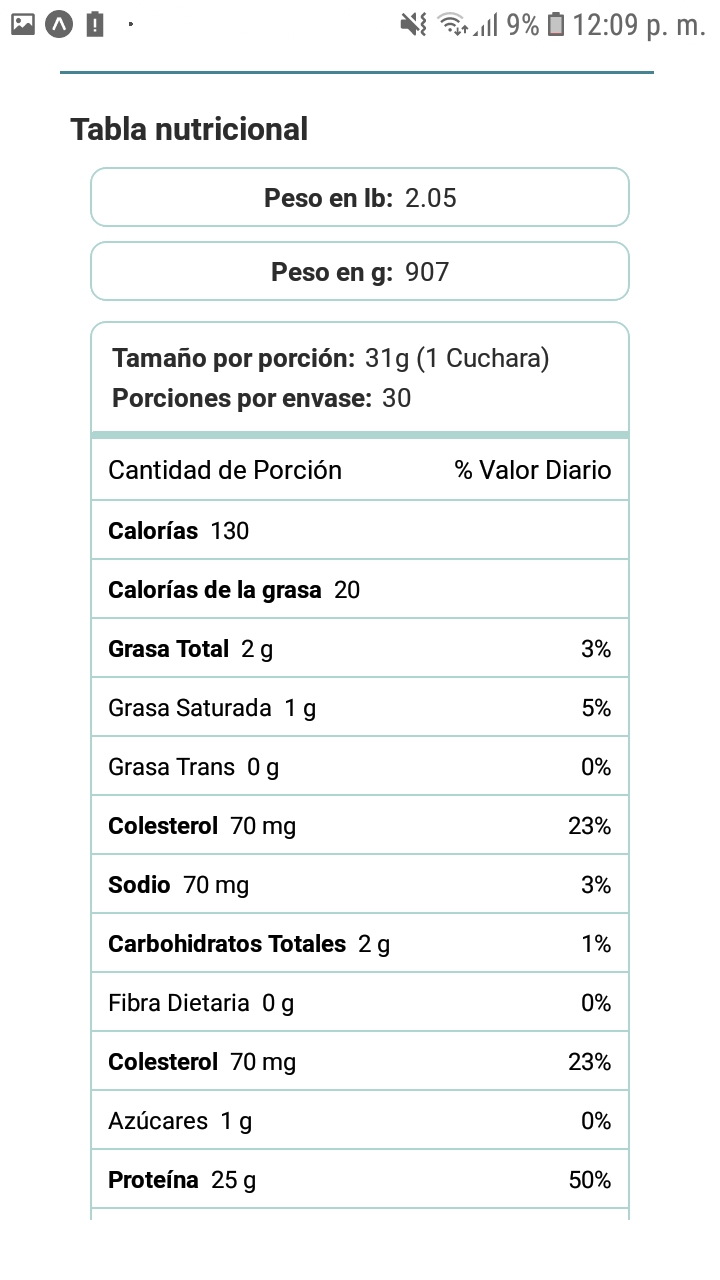 9% 12:09 p. m.
Tabla nutricional
Peso en lb: 2.05
Peso en g: 907
Tamaño por porción: 31g (1 Cuchara)
Porciones por envase: 30
Cantidad de Porción % Valor Diario
Calorías 130
Calorías de la grasa 20
Grasa Total 2 g 3%
Grasa Saturada 1 g 5%
Grasa Trans 0 g 0%
Colesterol 70 mg 23%
Sodio 70 mg 3%
Carbohidratos Totales 2 g 1%
Fibra Dietaria 0 g 0%
Colesterol 70 mg 23%
Azúcares 1 g 0%
Proteína 25 g 50%